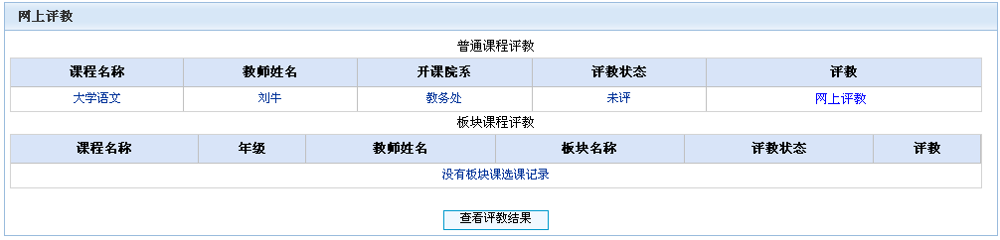 网上评教
普通课程评教
课程名称 教师姓名 开课院系 评教状态 评教
大学语文 刘牛 教务处 未评 网上评教
板块课程评教
课程名称 年级 教师姓名 板块名称 评教状态 评教
没有板块课选课记录
查看评教结果